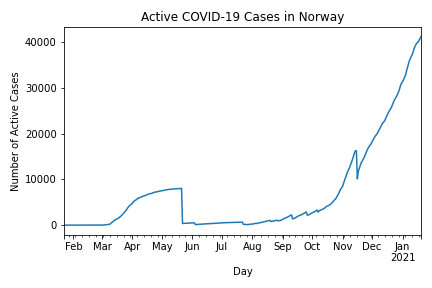 Active COVID-19 Cases in Norway
Number of Active Cases
40000
30000
20000
10000
0
Feb Mar Apr May Jun Jul Aug Sep Oct Nov Dec Jan
2021
Day